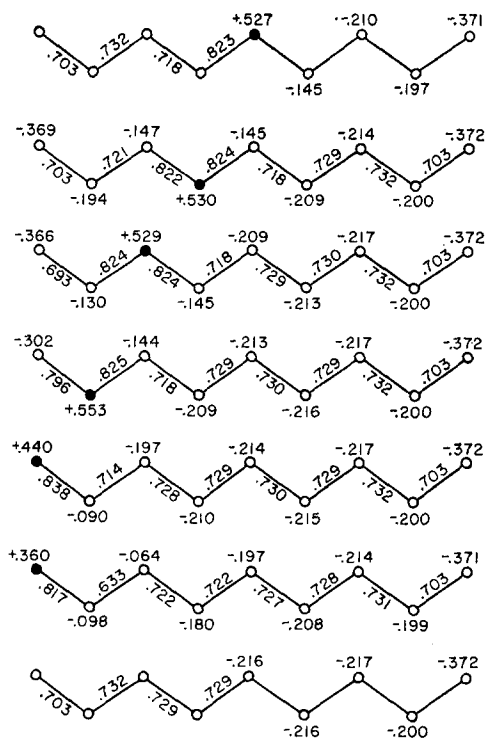 +.527 -.210 -.371
.703 .732 .718 .823
-.145 -.197
-.369 -.147 -.145 -.214 -.372
.703 .721 .822 .824 .718 .729 .732 .703
-.194 +.530 -.209 -.200
-.366 +.529 -.209 -.217 -.372
.693 .824 .824 .718 .729 .730 .732 .703
-.130 -.145 -.213 -.200
-.302 -.144 -.213 -.217 -.372
.796 .825 .718 .729 .730 .729 .732 .703
+.553 -.209 -.216 -.200
+.440 -.197 -.214 -.217 -.372
.838 .714 .728 .729 .730 .729 .732 .703
-.090 -.210 -.215 -.200
+.360 -.064 -.197 -.214 -.371
.817 .633 .722 .722 .727 .728 .731 .703
-.098 -.180 -.208 -.199
-.216 -.217 -.372
.703 .732 .729 .729
-.216 -.200